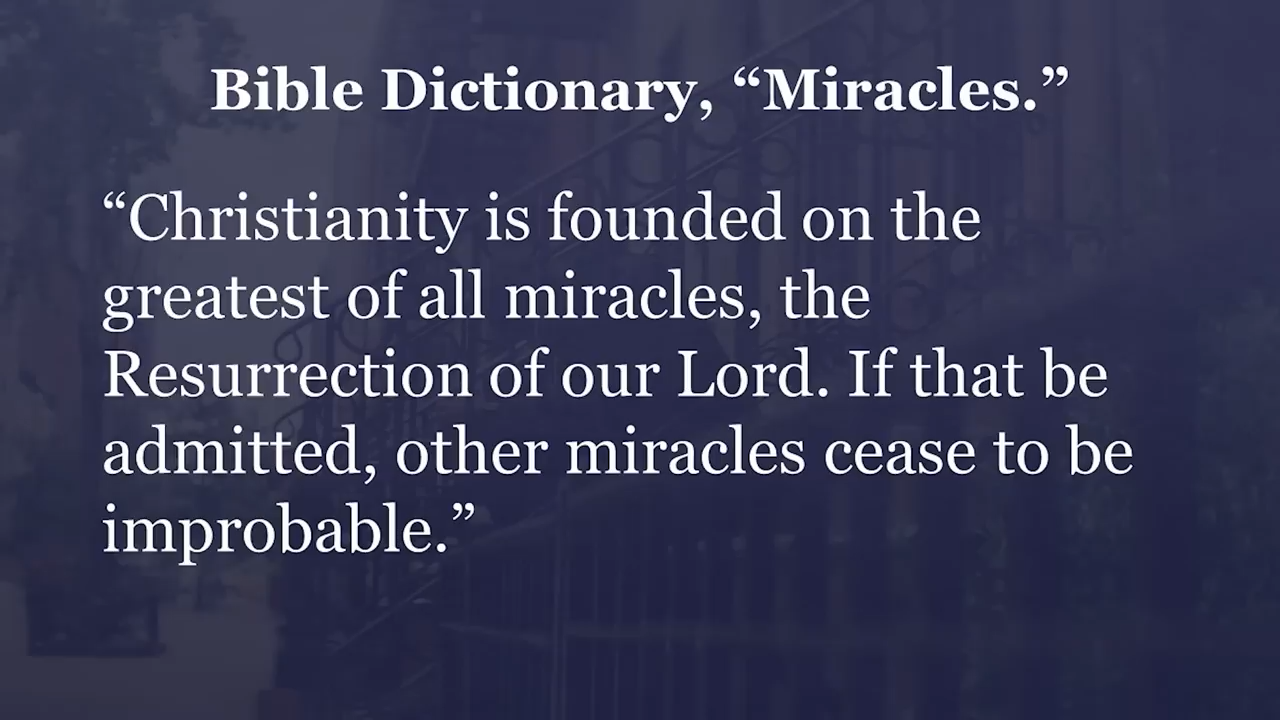 Bible Dictionary, “Miracles.”
“Christianity is founded on the
greatest of all miracles, the
Resurrection of our Lord. If that be
admitted, other miracles cease to be
improbable.”